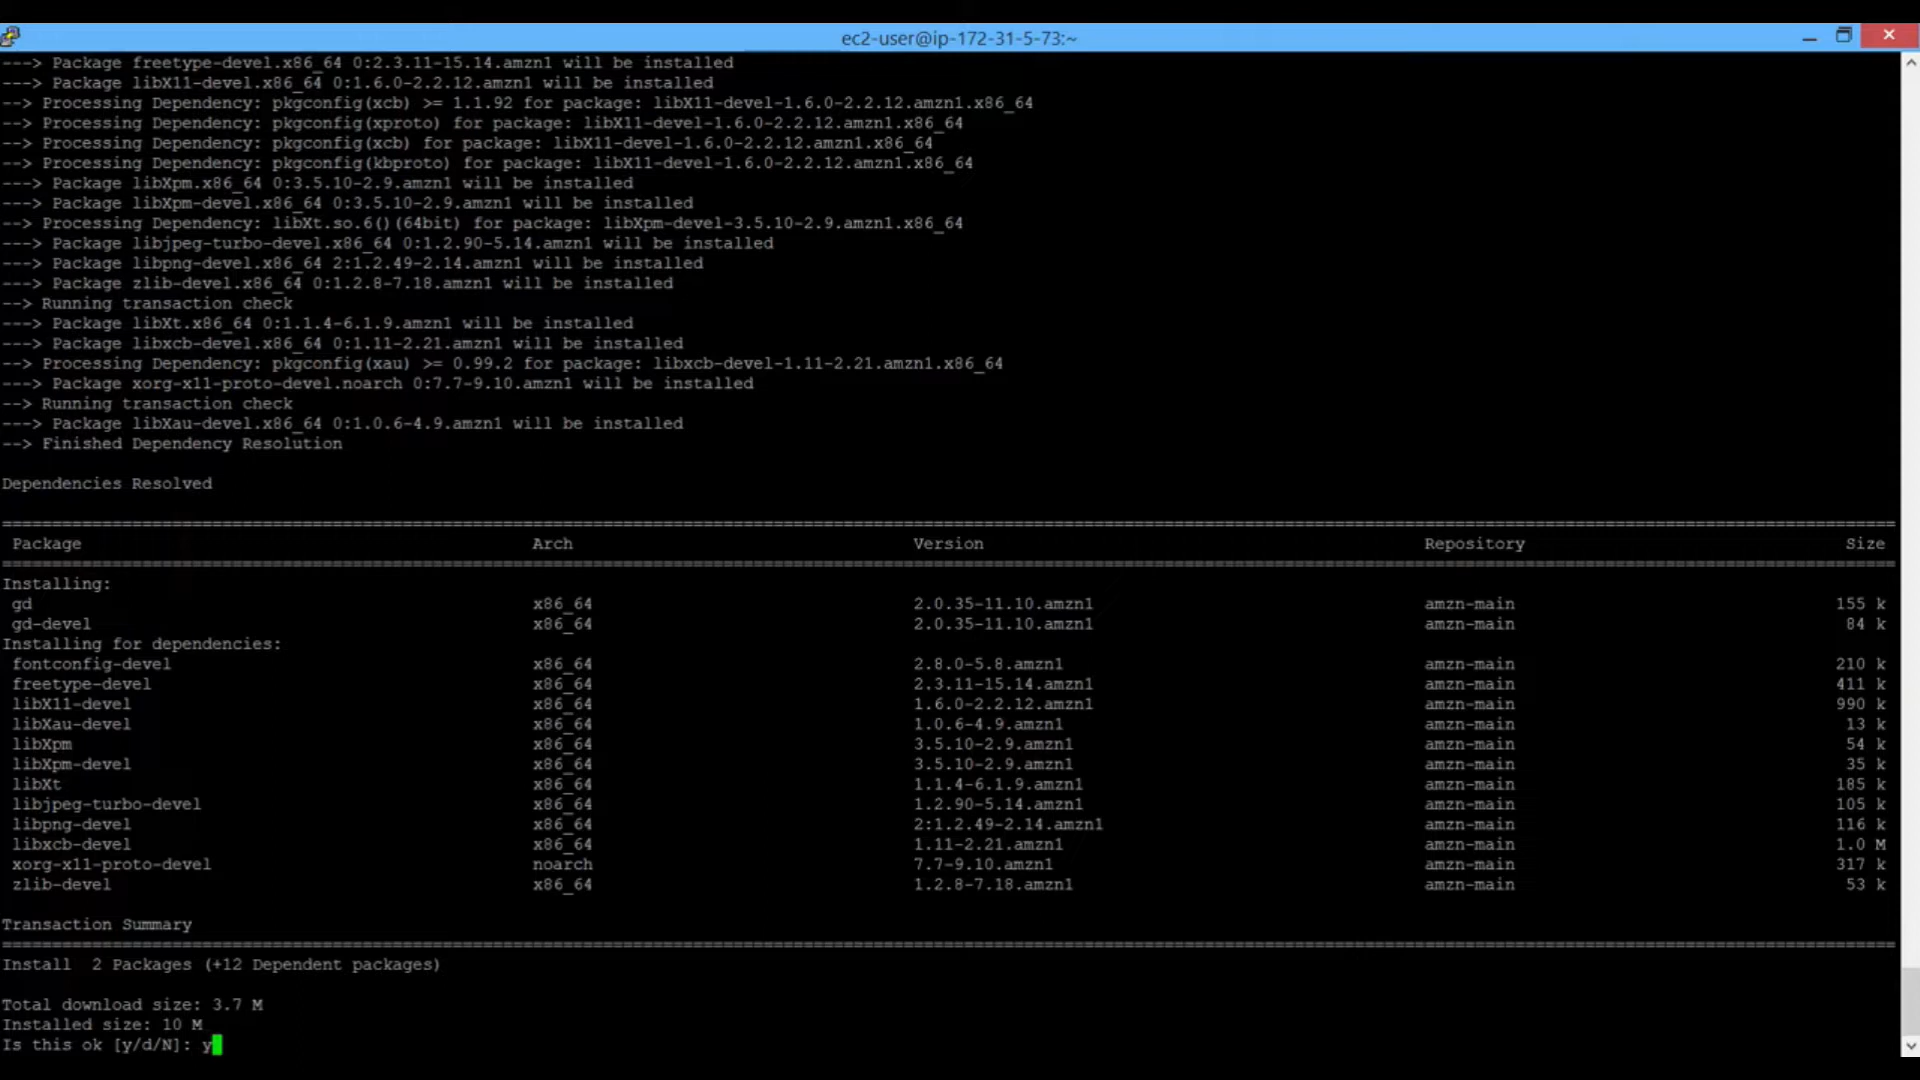 ec2-user@ip-172-31-5-73:~
---> Package freetype-devel.x86_64 0:2.3.11-15.14.amzn1 will be installed
---> Package libX11-devel.x86_64 0:1.6.0-2.2.12.amzn1 will be installed
--> Processing Dependency: pkgconfig(xcb) >= 1.1.92 for package: libX11-devel-1.6.0-2.2.12.amzn1.x86_64
--> Processing Dependency: pkgconfig(xproto) for package: libX11-devel-1.6.0-2.2.12.amzn1.x86_64
--> Processing Dependency: pkgconfig(xcb) for package: libX11-devel-1.6.0-2.2.12.amzn1.x86_64
--> Processing Dependency: pkgconfig(kbproto) for package: libX11-devel-1.6.0-2.2.12.amzn1.x86_64
---> Package libXpm.x86_64 0:3.5.10-2.9.amzn1 will be installed
---> Package libXpm-devel.x86_64 0:3.5.10-2.9.amzn1 will be installed
--> Processing Dependency: libXt.so.6()(64bit) for package: libXpm-devel-3.5.10-2.9.amzn1.x86_64
---> Package libjpeg-turbo-devel.x86_64 0:1.2.90-5.14.amzn1 will be installed
---> Package libpng-devel.x86_64 2:1.2.49-2.14.amzn1 will be installed
---> Package zlib-devel.x86_64 0:1.2.8-7.18.amzn1 will be installed
--> Running transaction check
---> Package libXt.x86_64 0:1.1.4-6.1.9.amzn1 will be installed
---> Package libxcb-devel.x86_64 0:1.11-2.21.amzn1 will be installed
--> Processing Dependency: pkgconfig(xau) >= 0.99.2 for package: libxcb-devel-1.11-2.21.amzn1.x86_64
---> Package xorg-x11-proto-devel.noarch 0:7.7-9.10.amzn1 will be installed
--> Running transaction check
---> Package libXau-devel.x86_64 0:1.0.6-4.9.amzn1 will be installed
--> Finished Dependency Resolution
Dependencies Resolved
Package Arch Version Repository Size
Installing:
gd x86_64 2.0.35-11.10.amzn1 amzn-main 155 k
gd-devel x86_64 2.0.35-11.10.amzn1 amzn-main 84 k
Installing for dependencies:
fontconfig-devel x86_64 2.8.0-5.8.amzn1 amzn-main 210 k
freetype-devel x86_64 2.3.11-15.14.amzn1 amzn-main 411 k
libX11-devel x86_64 1.6.0-2.2.12.amzn1 amzn-main 990 k
libXau-devel x86_64 1.0.6-4.9.amzn1 amzn-main 13 k
libXpm x86_64 3.5.10-2.9.amzn1 amzn-main 54 k
libXpm-devel x86_64 3.5.10-2.9.amzn1 amzn-main 35 k
libXt x86_64 1.1.4-6.1.9.amzn1 amzn-main 185 k
libjpeg-turbo-devel x86_64 1.2.90-5.14.amzn1 amzn-main 105 k
libpng-devel x86_64 2:1.2.49-2.14.amzn1 amzn-main 116 k
libxcb-devel x86_64 1.11-2.21.amzn1 amzn-main 1.0 M
xorg-x11-proto-devel noarch 7.7-9.10.amzn1 amzn-main 317 k
zlib-devel x86_64 1.2.8-7.18.amzn1 amzn-main 53 k
Transaction Summary
Install 2 Packages (+12 Dependent packages)
Total download size: 3.7 M
Installed size: 10 M
Is this ok [y/d/N]: y